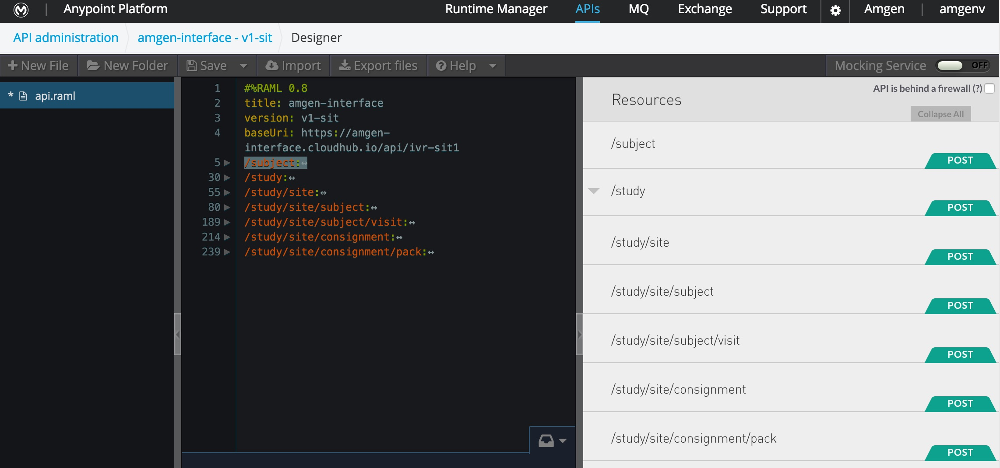 Anypoint Platform
Runtime Manager APIs MQ Exchange Support Amgen amgenv
API administration amgen-interface - v1-sit Designer
New File New Folder Save Import Export files Help Mocking Service OFF
* api.raml
1 #%RAML 0.8
2 title: amgen-interface
3 version: v1-sit
4 baseUri: https://amgen-
interface.cloudhub.io/api/ivr-sit1
5 /subject:
30 /study:
55 /study/site:
80 /study/site/subject:
189 /study/site/subject/visit:
214 /study/site/consignment:
239 /study/site/consignment/pack:
API is behind a firewall (?)
Resources
Collapse All
/subject
POST
/study
POST
/study/site
POST
/study/site/subject
POST
/study/site/subject/visit
POST
/study/site/consignment
POST
/study/site/consignment/pack
POST